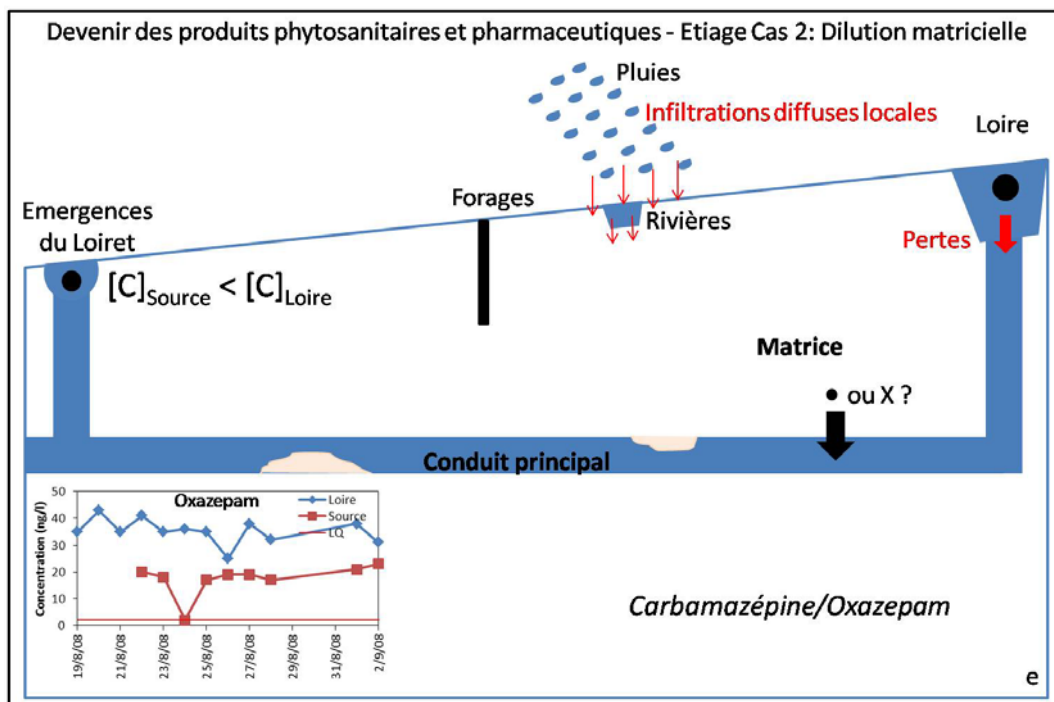 Devenir des produits phytosanitaires et pharmaceutiques - Etiage Cas 2: Dilution matricielle
Pluies
Infiltrations diffuses locales
Loire
Forages
Emergences
du Loiret
Rivières
Pertes
[C]Source < [C]Loire
Matrice
ou X ?
Conduit principal
Oxazepam
Loire
Source
LQ
Concentration (ng/l)
50
40
30
20
10
0
19/8/08
21/8/08
23/8/08
25/8/08
27/8/08
29/8/08
31/8/08
2/9/08
Carbamazépine/Oxazepam
e